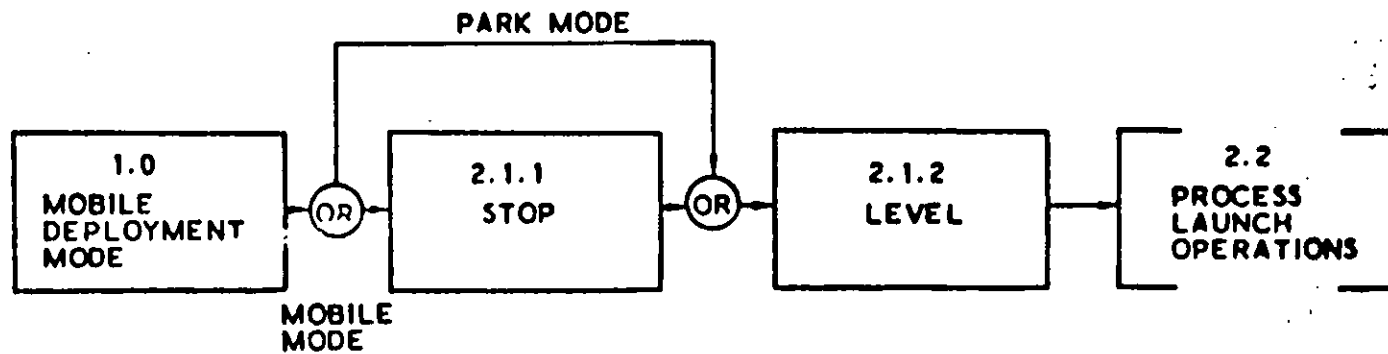 PARK MODE
1.0
MOBILE
DEPLOYMENT
MODE
OR
MOBILE
MODE
2.1.1
STOP
OR
2.1.2
LEVEL
2.2
PROCESS
LAUNCH
OPERATIONS